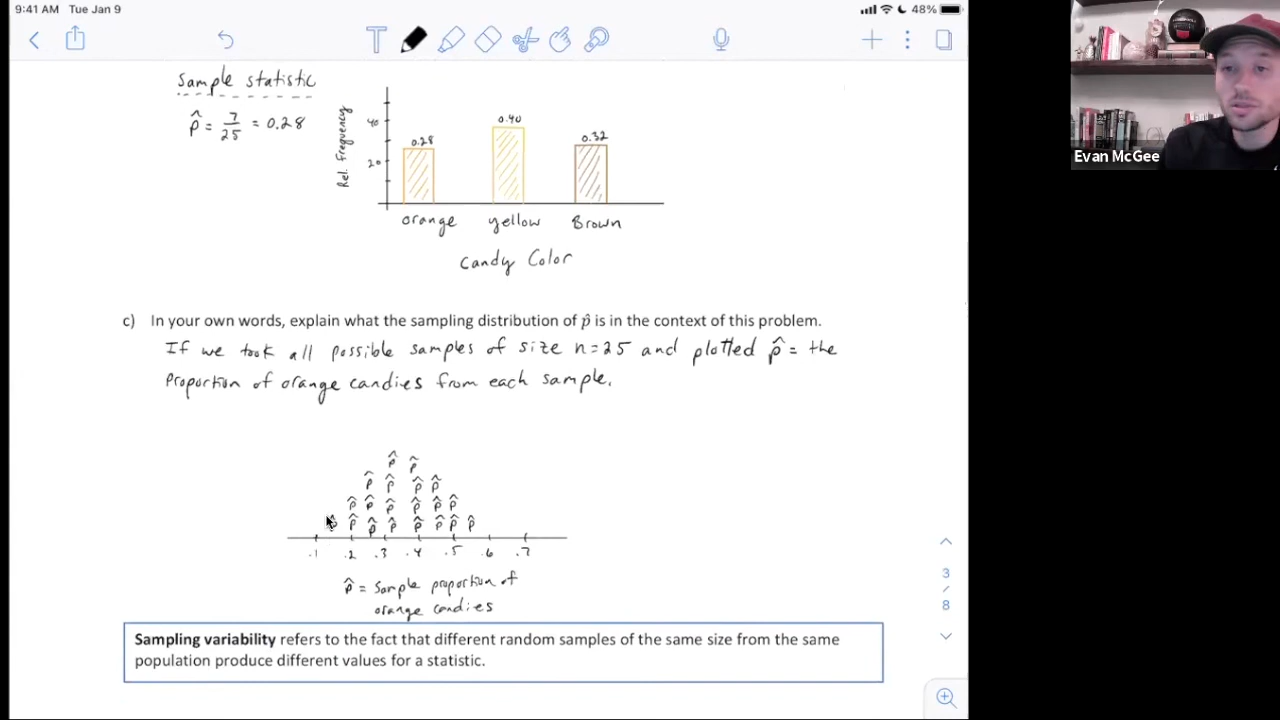 9:41 AM Tue Jan 9
48%
Sample statistic
p̂ = 7/25 = 0.28
Rel. Frequency
40
20
0.28
0.40
0.32
orange yellow Brown
Candy Color
Evan McGee
c) In your own words, explain what the sampling distribution of p̂ is in the context of this problem.
If we took all possible samples of size n=25 and plotted p̂ = the
proportion of orange candies from each sample.
p̂ p̂
p̂ p̂ p̂ p̂
p̂ p̂ p̂ p̂ p̂ p̂
p̂ p̂ p̂ p̂ p̂ p̂ p̂
.1 .2 .3 .4 .5 .6 .7
p̂ = Sample proportion of
orange candies
3
/
8
Sampling variability refers to the fact that different random samples of the same size from the same
population produce different values for a statistic.